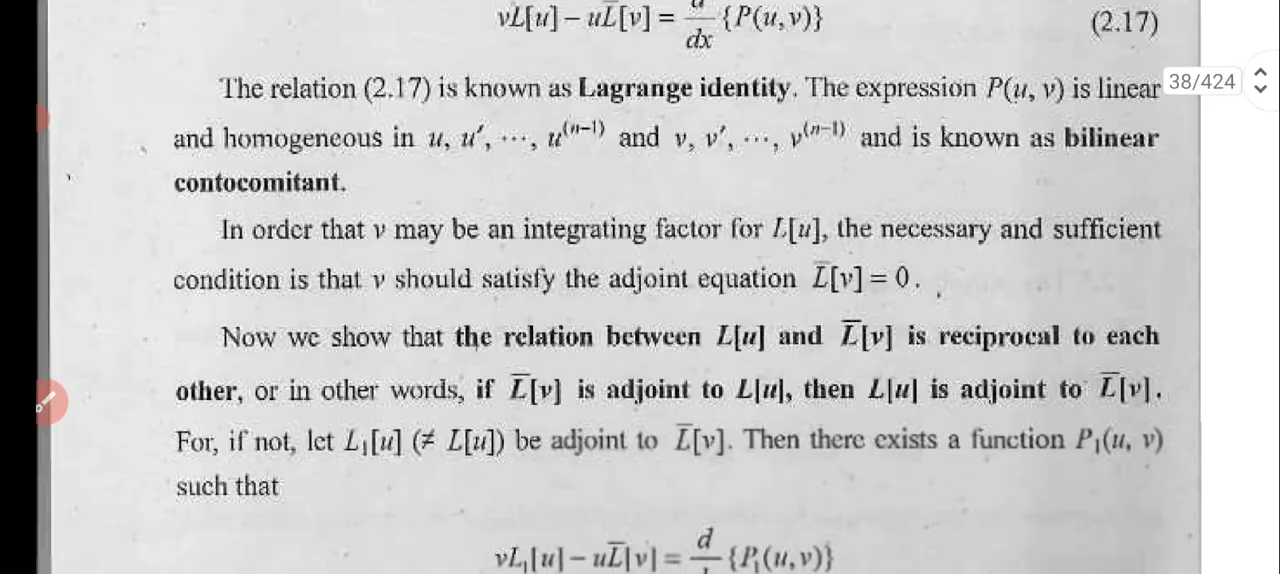 vL[u] – uL̅[v] = d/dx {P(u,v)} (2.17)
The relation (2.17) is known as Lagrange identity. The expression P(u, v) is linear
38/424
and homogeneous in u, u′, ⋯, u⁽ⁿ⁻¹⁾ and v, v′, ⋯, v⁽ⁿ⁻¹⁾ and is known as bilinear
contocomitant.
In order that v may be an integrating factor for L[u], the necessary and sufficient
condition is that v should satisfy the adjoint equation L̅[v] = 0.
Now we show that the relation between L[u] and L̅[v] is reciprocal to each
other, or in other words, if L̅[v] is adjoint to L[u], then L[u] is adjoint to L̅[v].
For, if not, let L₁[u] (≠ L[u]) be adjoint to L̅[v]. Then there exists a function P₁(u, v)
such that
vL₁[u] – uL̅[v] = d/ {P₁(u,v)}